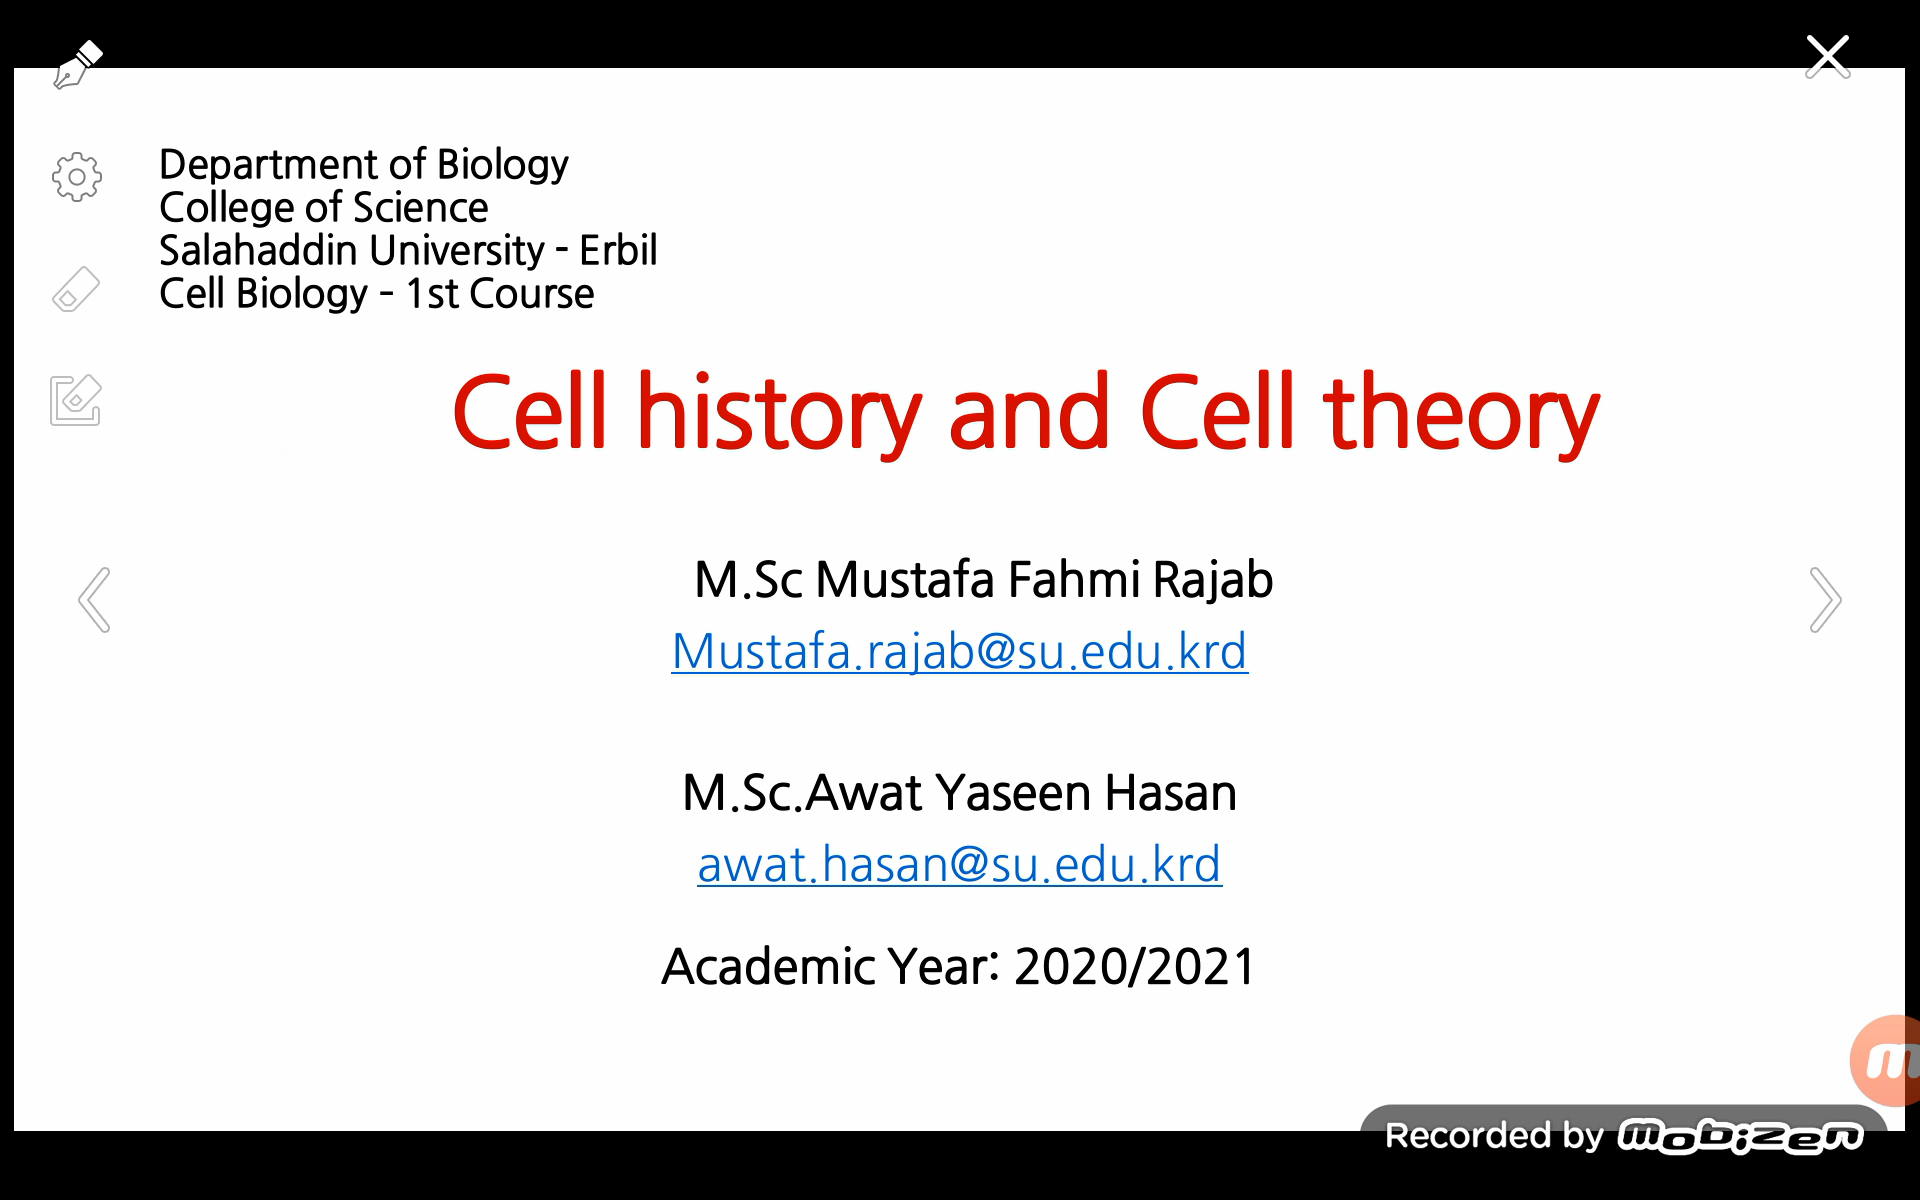 Department of Biology
College of Science
Salahaddin University - Erbil
Cell Biology - 1st Course
Cell history and Cell theory
M.Sc Mustafa Fahmi Rajab
Mustafa.rajab@su.edu.krd
M.Sc.Awat Yaseen Hasan
awat.hasan@su.edu.krd
Academic Year: 2020/2021
m
Recorded by mobizen